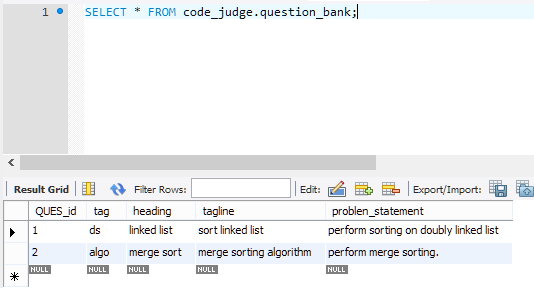 1 SELECT * FROM code_judge.question_bank;
Result Grid Filter Rows: Edit: Export/Import:
QUES_id tag heading tagline problen_statement
1 ds linked list sort linked list perform sorting on doubly linked list
2 algo merge sort merge sorting algorithm perform merge sorting.
NULL NULL NULL NULL NULL